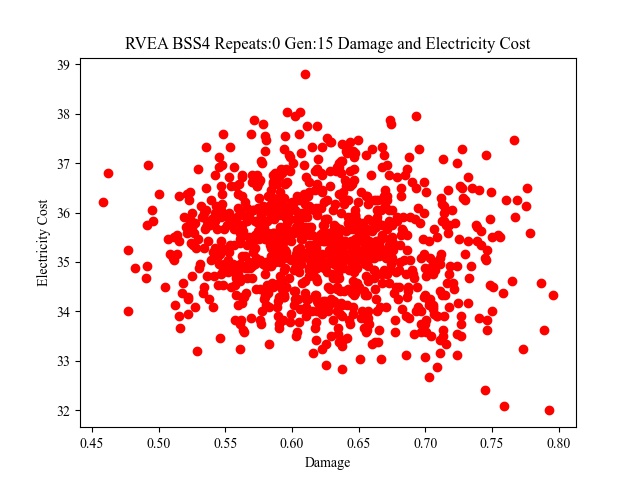 RVEA BSS4 Repeats:0 Gen:15 Damage and Electricity Cost
39
38
37
36
35
34
33
32
Electricity Cost
0.45 0.50 0.55 0.60 0.65 0.70 0.75 0.80
Damage